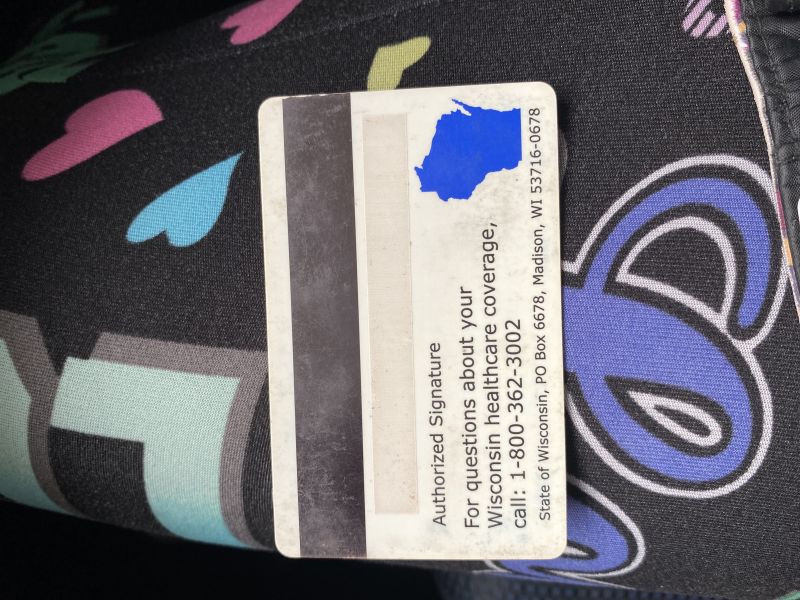 Authorized Signature
For questions about your
Wisconsin healthcare coverage,
call: 1-800-362-3002
State of Wisconsin, PO Box 6678, Madison, WI 53716-0678